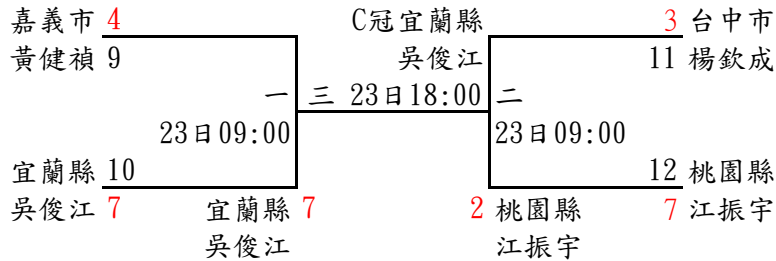 嘉義市 4 C冠宜蘭縣 3 台中市
黃健禎 9 吳俊江 11 楊欽成
一 三 23日18:00 二
23日09:00 23日09:00
宜蘭縣 10 12 桃園縣
吳俊江 7 宜蘭縣 7 2 桃園縣 7 江振宇
吳俊江 江振宇